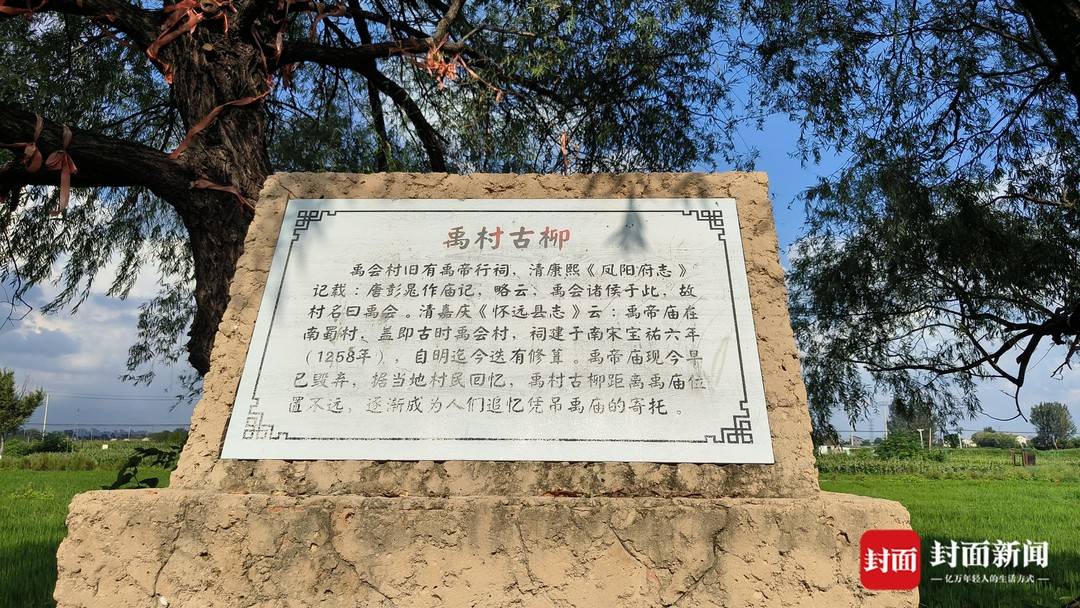 禹村古柳
禹会村旧有禹帝行祠，清康熙《凤阳府志》
记载：唐彭晁作庙记，略云：禹会诸侯于此，故
村名曰禹会。清嘉庆《怀远县志》云：禹帝庙在
南蜀村、盖即古时禹会村，祠建于南宋宝祐六年
（1258年），自明迄今迭有修葺。禹帝庙现今早
已毁弃，据当地村民回忆，禹村古柳距离禹庙位
置不远，逐渐成为人们追忆凭吊禹庙的寄托。
封面 封面新闻
亿万年轻人的生活方式